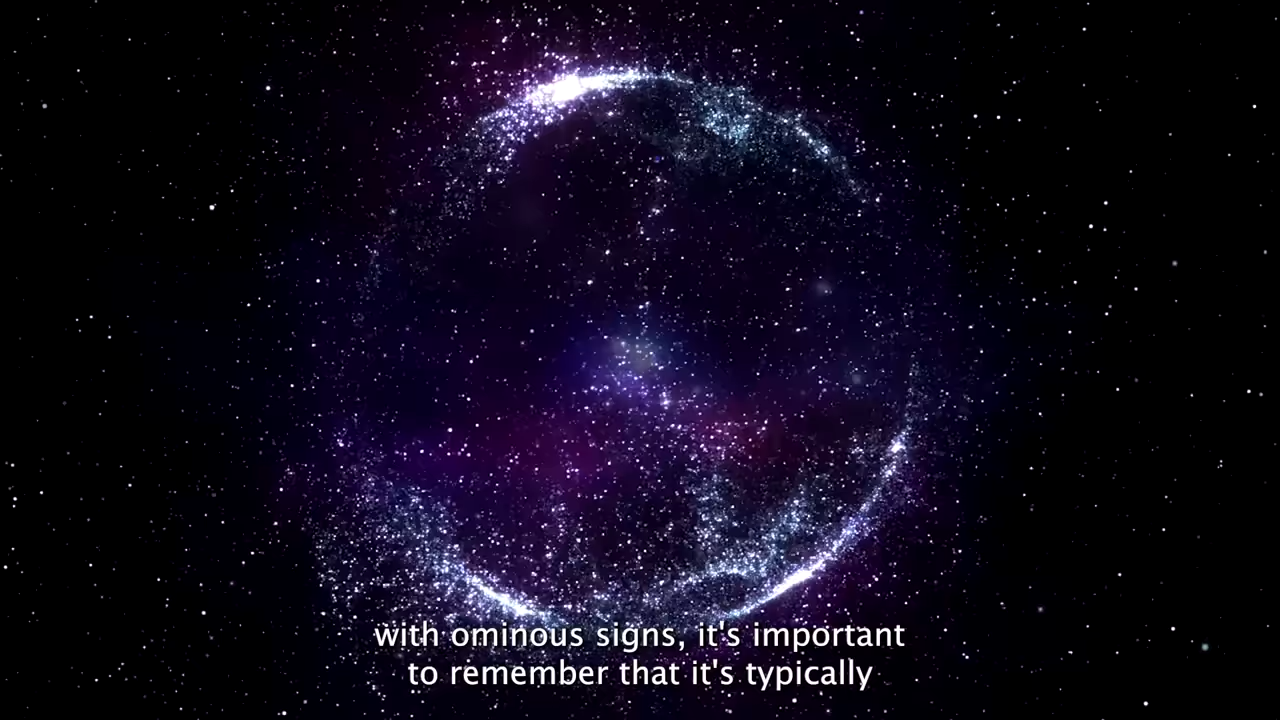 with ominous signs, it's important
to remember that it's typically